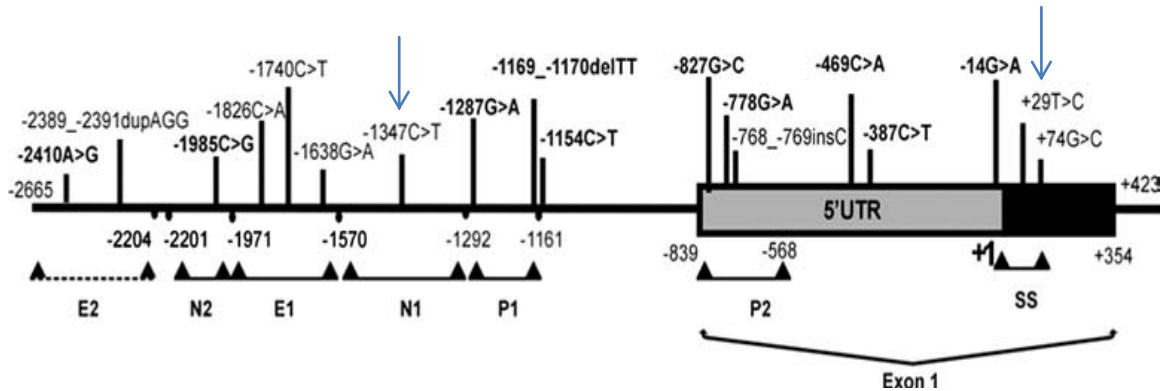 -1169_-1170delTT
-827G>C
-469C>A
-14G>A
-1740C>T
-1287G>A
-778G>A
+29T>C
-1826C>A
-2389_-2391dupAGG
-1347C>T
-768_-769insC
-387C>T
+74G>C
-2410A>G
-1985C>G
-1638G>A
-1154C>T
-2665
+423
5'UTR
-2204
-2201
-1971
-1570
-1292
-1161
-839
-568
+1
+354
E2
N2
E1
N1
P1
P2
SS
Exon 1